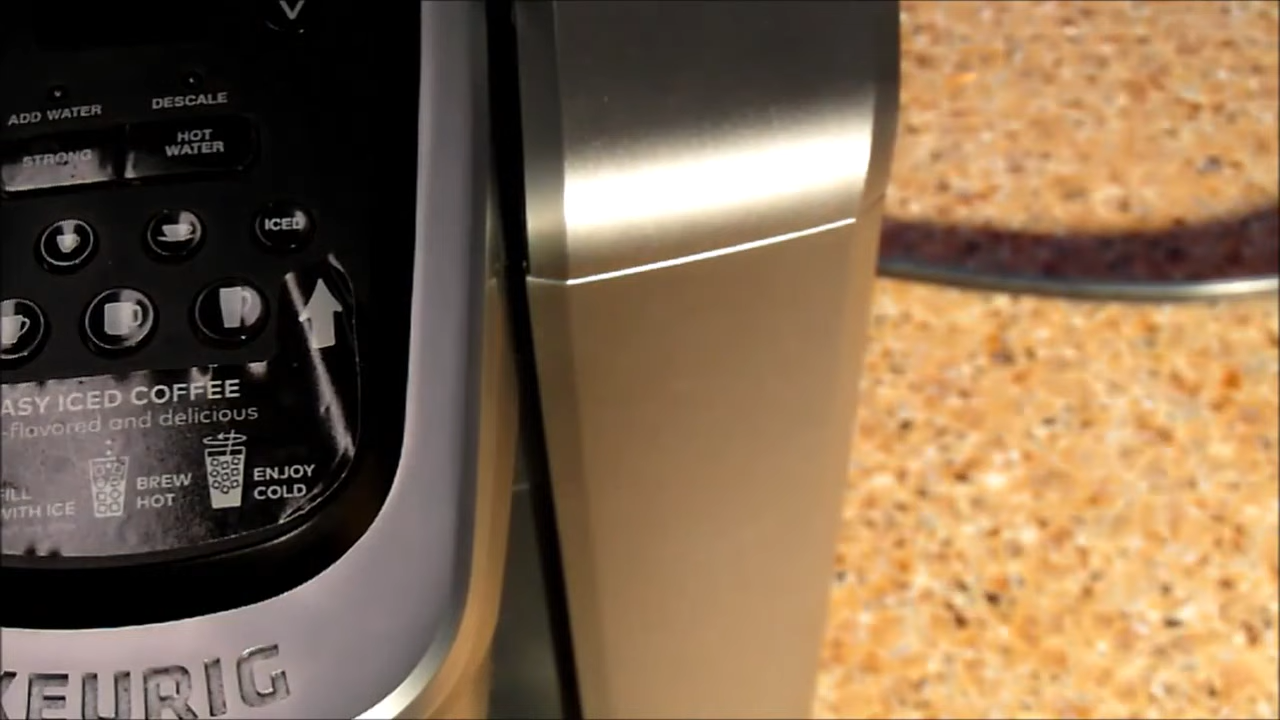 ADD WATER
DESCALE
STRONG
HOT
WATER
ICED
ASY ICED COFFEE
-flavored and delicious
FILL
WITH ICE
BREW
HOT
ENJOY
COLD
KEURIG